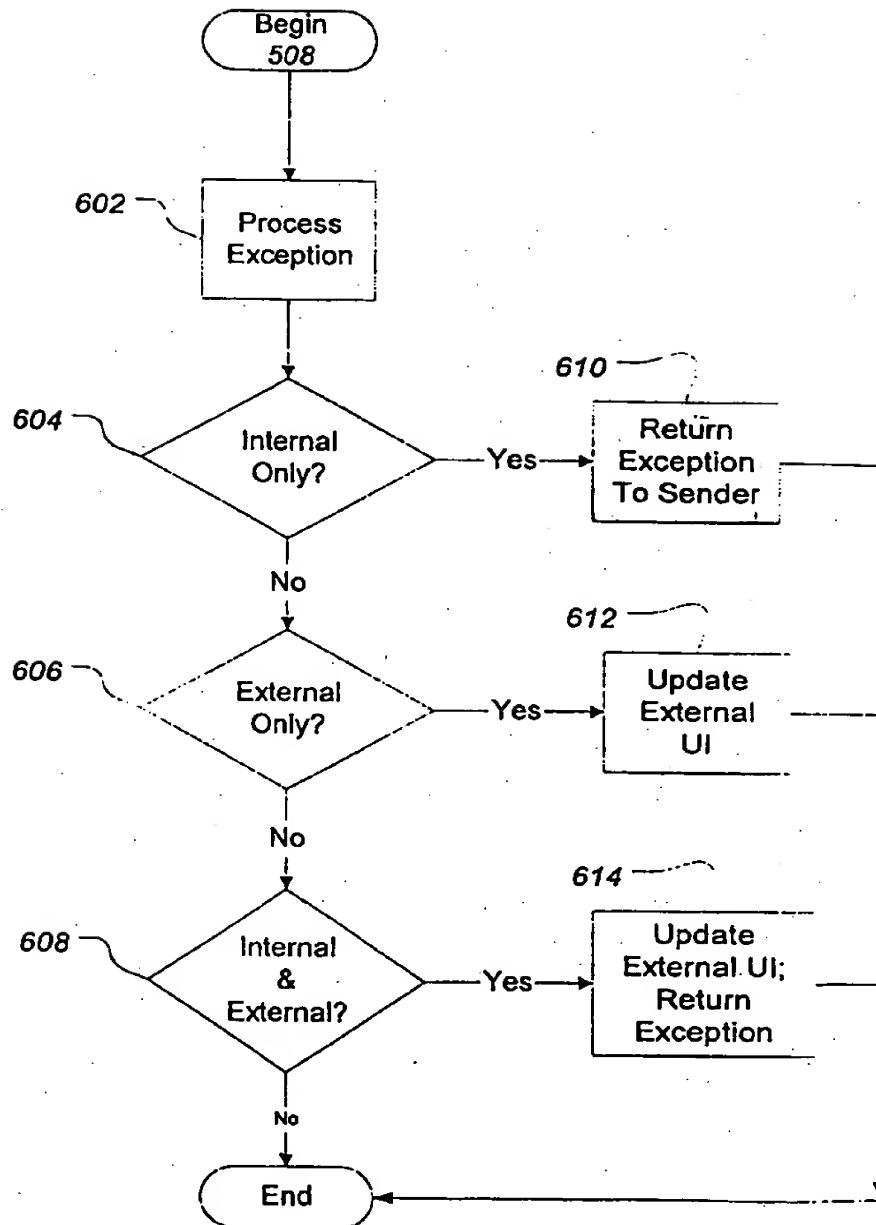 Begin
508
602
Process
Exception
610
604
Internal
Only?
Yes
Return
Exception
To Sender
No
612
606
External
Only?
Yes
Update
External
UI
No
614
608
Internal
&
External?
Yes
Update
External UI;
Return
Exception
No
End